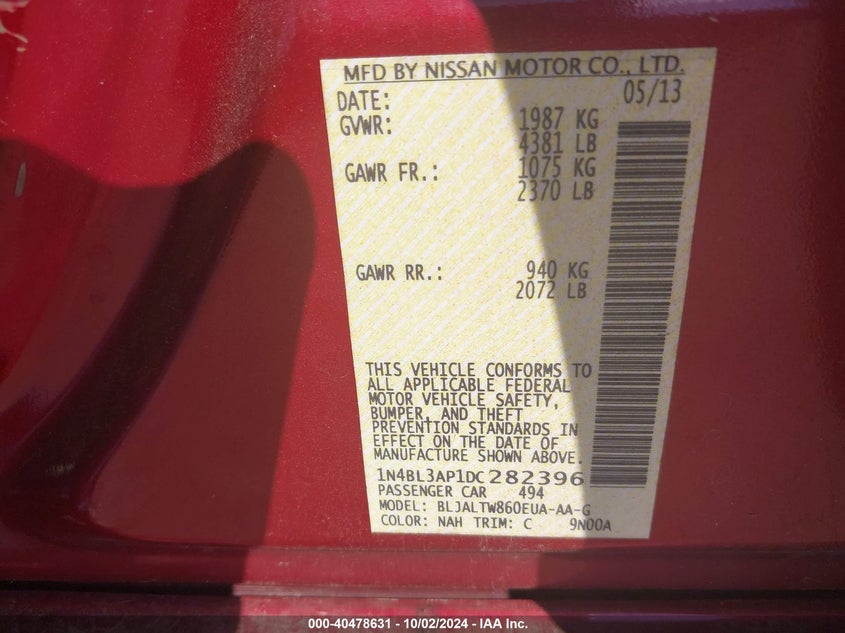 MFD BY NISSAN MOTOR CO., LTD.
DATE: 05/13
GVWR: 1987 KG
4381 LB
GAWR FR.: 1075 KG
2370 LB
GAWR RR.: 940 KG
2072 LB
THIS VEHICLE CONFORMS TO
ALL APPLICABLE FEDERAL
MOTOR VEHICLE SAFETY,
BUMPER, AND THEFT
PREVENTION STANDARDS IN
EFFECT ON THE DATE OF
MANUFACTURE SHOWN ABOVE.
1N4BL3AP1DC282396
PASSENGER CAR 494
MODEL: BLJALTW860EUA-AA-G
COLOR: NAH TRIM: C 9N00A
000-40478631 - 10/02/2024 - IAA Inc.